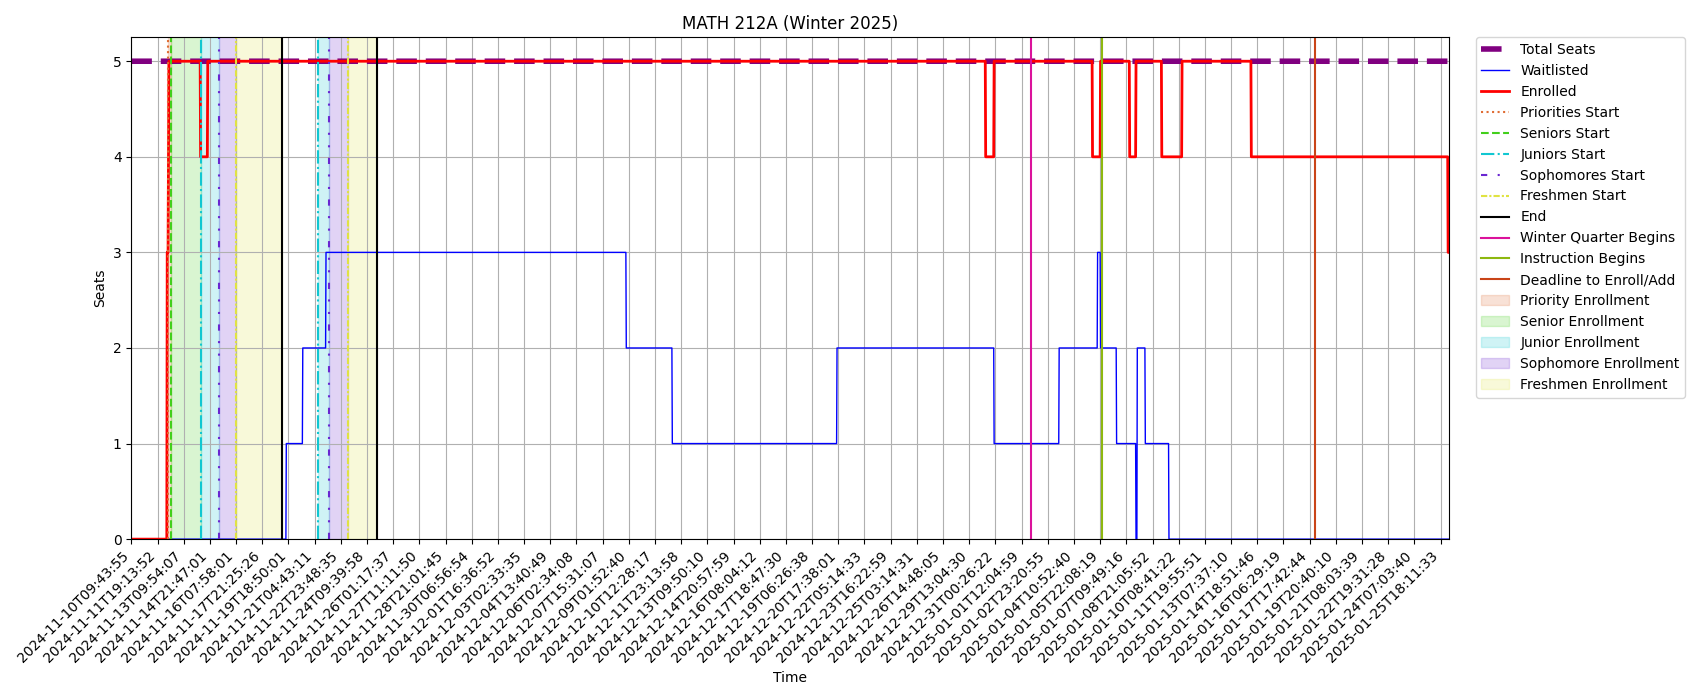 MATH 212A (Winter 2025)
Seats
5
4
3
2
1
0
2024-11-10T09:43:55
2024-11-11T19:13:52
2024-11-13T09:54:07
2024-11-14T21:47:01
2024-11-16T07:58:01
2024-11-17T21:25:26
2024-11-19T18:50:01
2024-11-21T04:43:11
2024-11-22T23:48:35
2024-11-24T09:39:58
2024-11-26T01:17:37
2024-11-27T11:11:50
2024-11-28T21:01:45
2024-11-30T06:56:54
2024-12-01T16:36:52
2024-12-03T02:33:35
2024-12-04T13:40:49
2024-12-06T02:34:08
2024-12-07T15:31:07
2024-12-09T01:52:40
2024-12-10T12:28:17
2024-12-11T23:13:58
2024-12-13T09:50:10
2024-12-14T20:57:59
2024-12-16T08:04:12
2024-12-17T18:47:30
2024-12-19T06:26:38
2024-12-20T17:38:01
2024-12-22T05:14:33
2024-12-23T16:22:59
2024-12-25T03:14:31
2024-12-26T14:48:05
2024-12-29T13:04:30
2024-12-31T00:26:22
2025-01-01T12:04:59
2025-01-02T23:20:55
2025-01-04T10:52:40
2025-01-05T22:08:19
2025-01-07T09:49:16
2025-01-08T21:05:52
2025-01-10T08:41:22
2025-01-11T19:55:51
2025-01-13T07:37:10
2025-01-14T18:51:46
2025-01-16T06:29:19
2025-01-17T17:42:44
2025-01-19T20:40:10
2025-01-21T08:03:39
2025-01-22T19:31:28
2025-01-24T07:03:40
2025-01-25T18:11:33
Time
Total Seats
Waitlisted
Enrolled
Priorities Start
Seniors Start
Juniors Start
Sophomores Start
Freshmen Start
End
Winter Quarter Begins
Instruction Begins
Deadline to Enroll/Add
Priority Enrollment
Senior Enrollment
Junior Enrollment
Sophomore Enrollment
Freshmen Enrollment